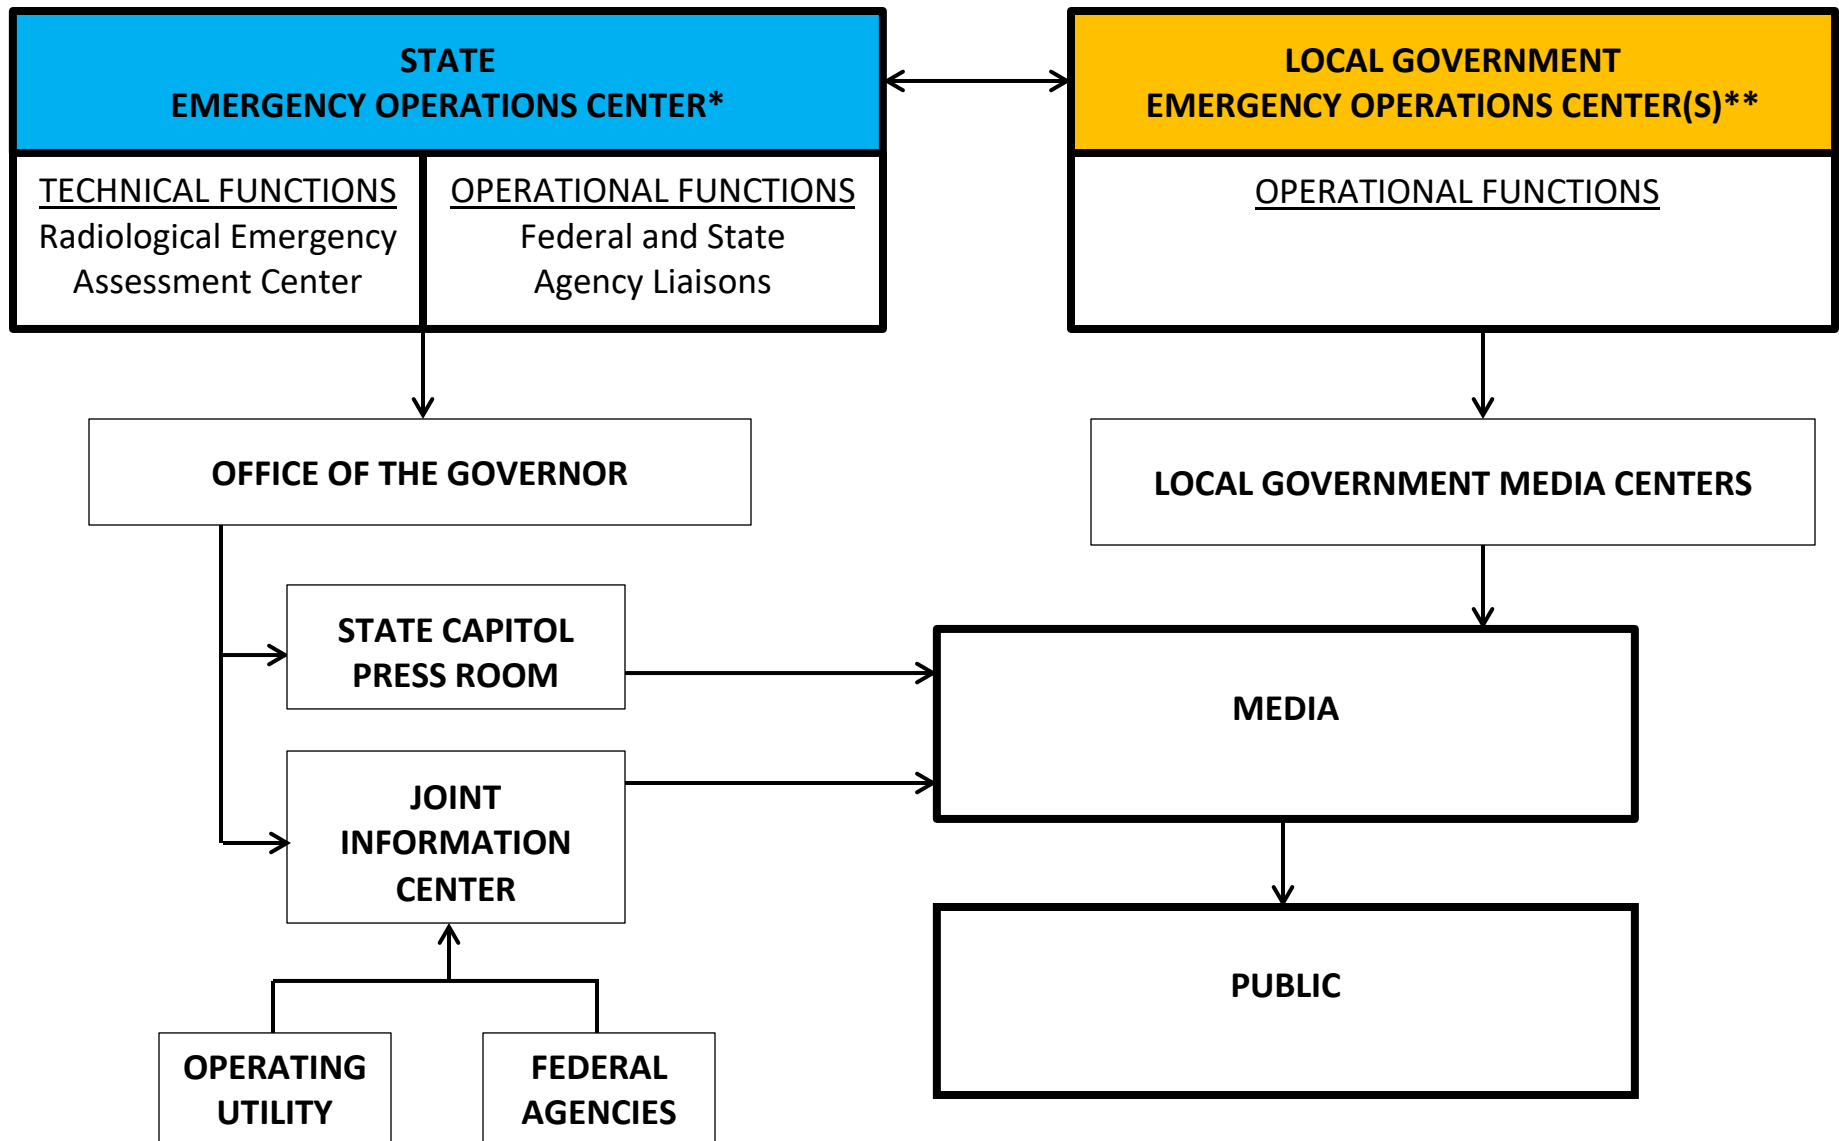 STATE
EMERGENCY OPERATIONS CENTER*
LOCAL GOVERNMENT
EMERGENCY OPERATIONS CENTER(S)**
TECHNICAL FUNCTIONS
Radiological Emergency
Assessment Center
OPERATIONAL FUNCTIONS
Federal and State
Agency Liaisons
OPERATIONAL FUNCTIONS
OFFICE OF THE GOVERNOR
LOCAL GOVERNMENT MEDIA CENTERS
STATE CAPITOL
PRESS ROOM
MEDIA
JOINT
INFORMATION
CENTER
PUBLIC
OPERATING
UTILITY
FEDERAL
AGENCIES